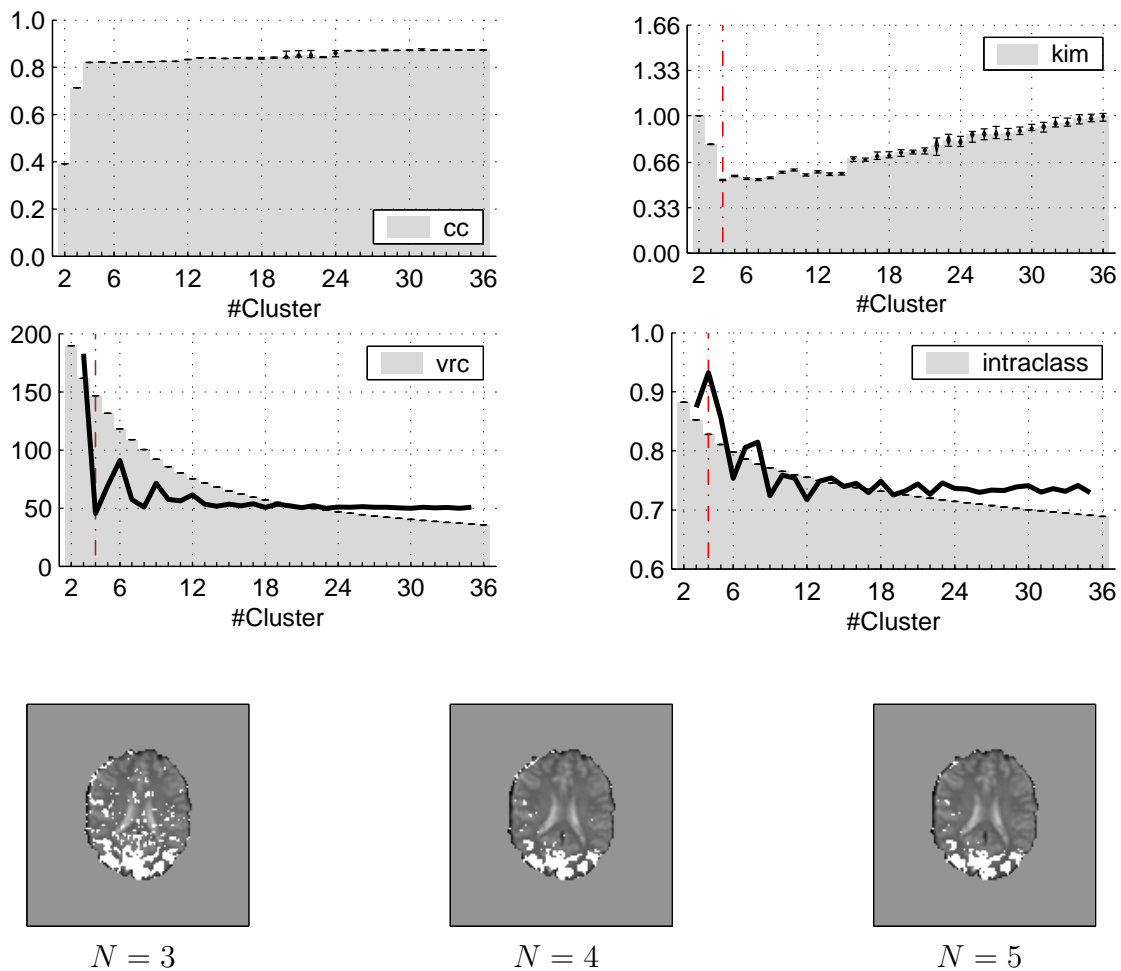 1.0
0.8
0.6
0.4
0.2
0.0
cc
2 6 12 18 24 30 36
#Cluster
1.66
1.33
1.00
0.66
0.33
0.00
kim
2 6 12 18 24 30 36
#Cluster
200
150
100
50
0
vrc
2 6 12 18 24 30 36
#Cluster
1.0
0.9
0.8
0.7
0.6
intraclass
2 6 12 18 24 30 36
#Cluster
N = 3
N = 4
N = 5